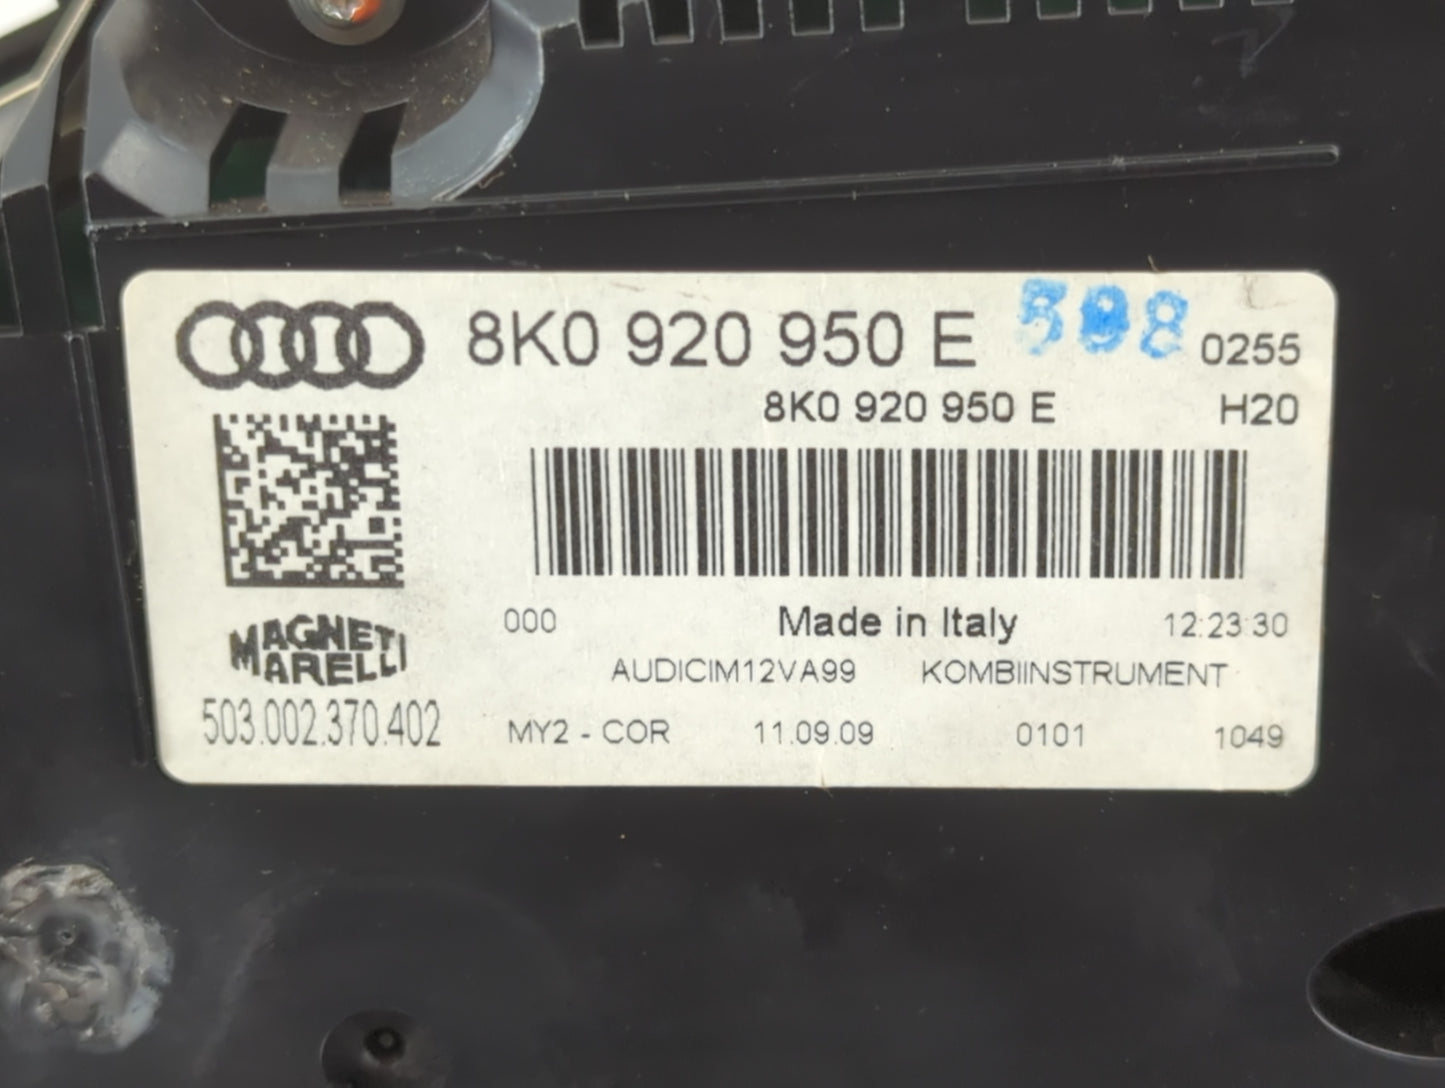 8K0 920 950 E 598 0255
8K0 920 950 E H20
000 Made in Italy 12:23:30
MAGNETI
MARELLI
AUDICIM12VA99 KOMBIINSTRUMENT
503.002.370.402 MY2 - COR 11.09.09 0101 1049